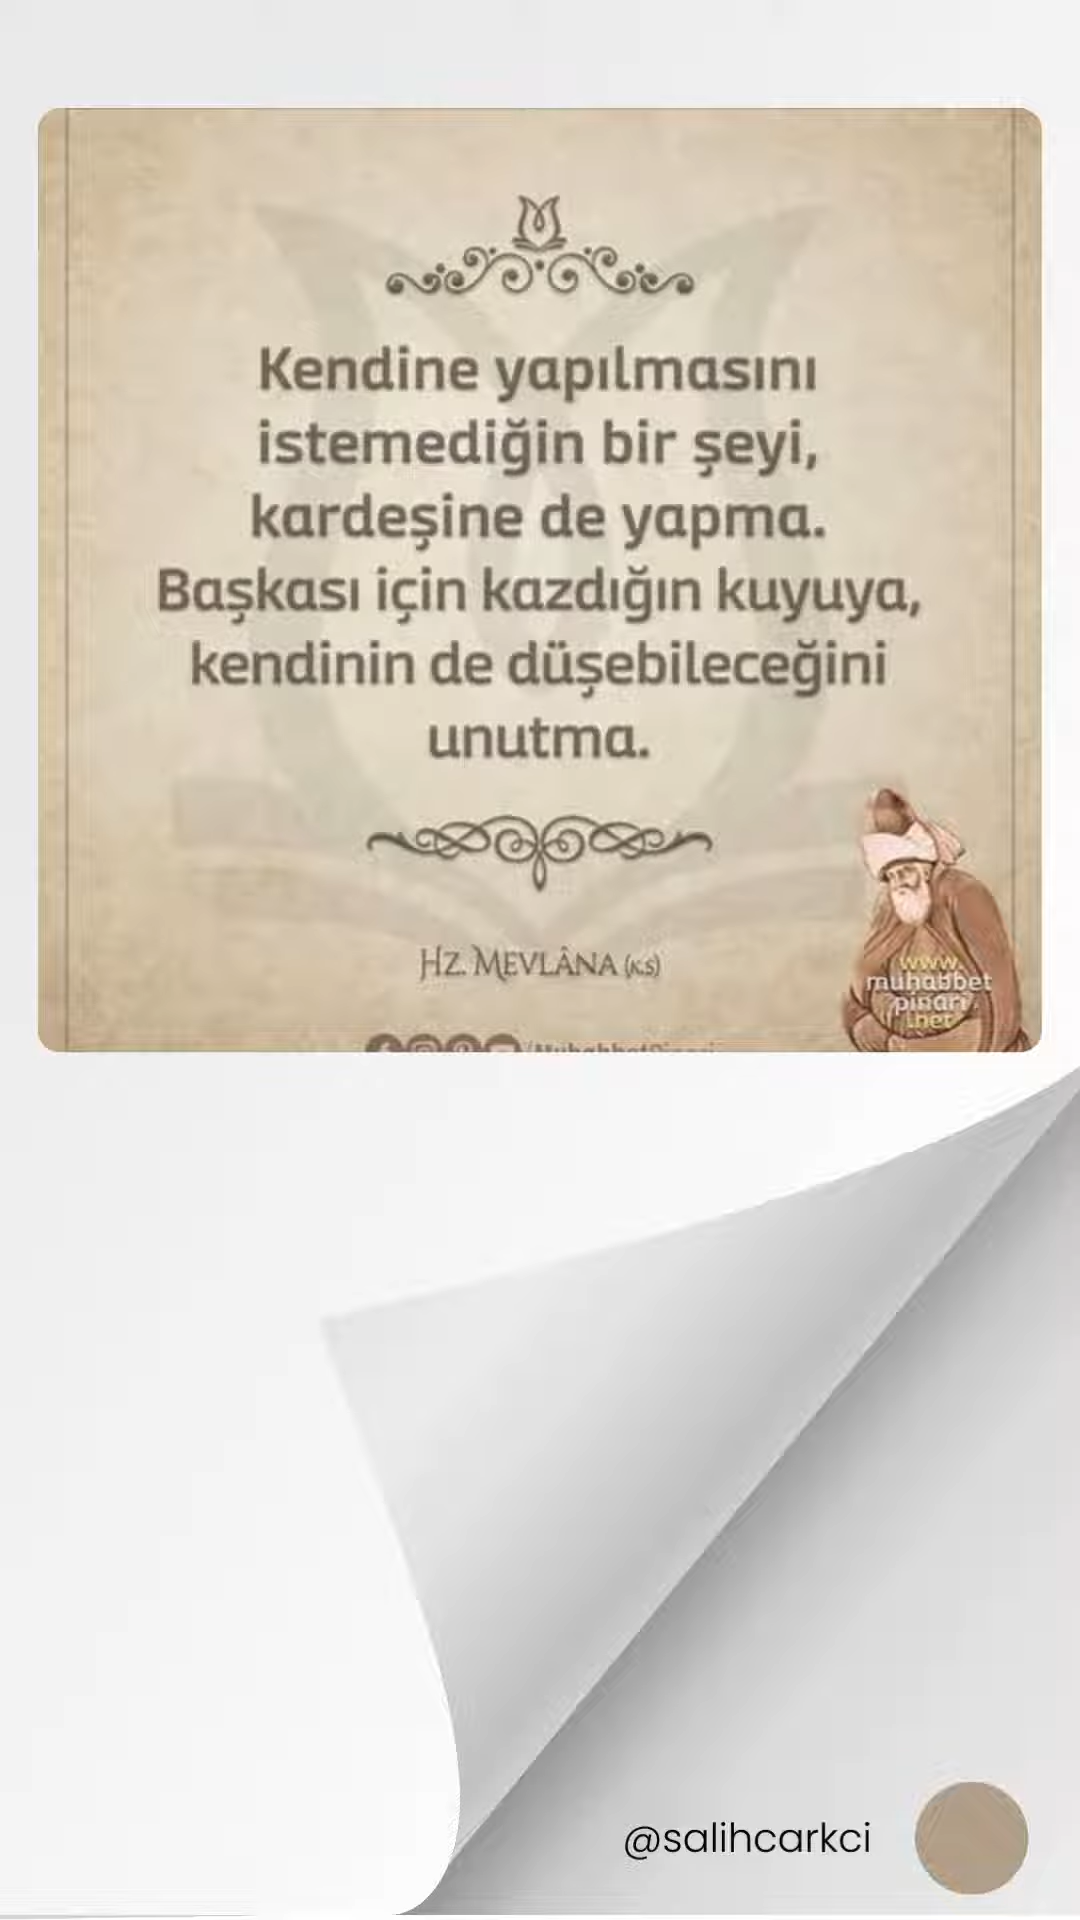 Kendine yapılmasını
istemediğin bir şeyi,
kardeşine de yapma.
Başkası için kazdığın kuyuya,
kendinin de düşebileceğini
unutma.
Hz. Mevlâna (k.s)
www.
muhabbet
pinari
.net
/MuhabbetPinari
@salihcarkci